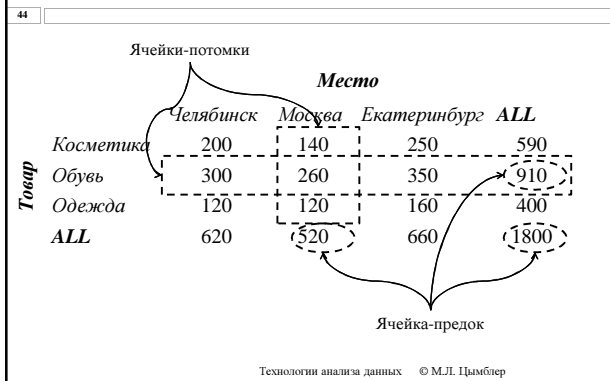 44
Ячейки-потомки
Место
Челябинск Москва Екатеринбург ALL
Товар
Косметика 200 140 250 590
Обувь 300 260 350 910
Одежда 120 120 160 400
ALL 620 520 660 1800
Ячейка-предок
Технологии анализа данных © М.Л. Цымблер